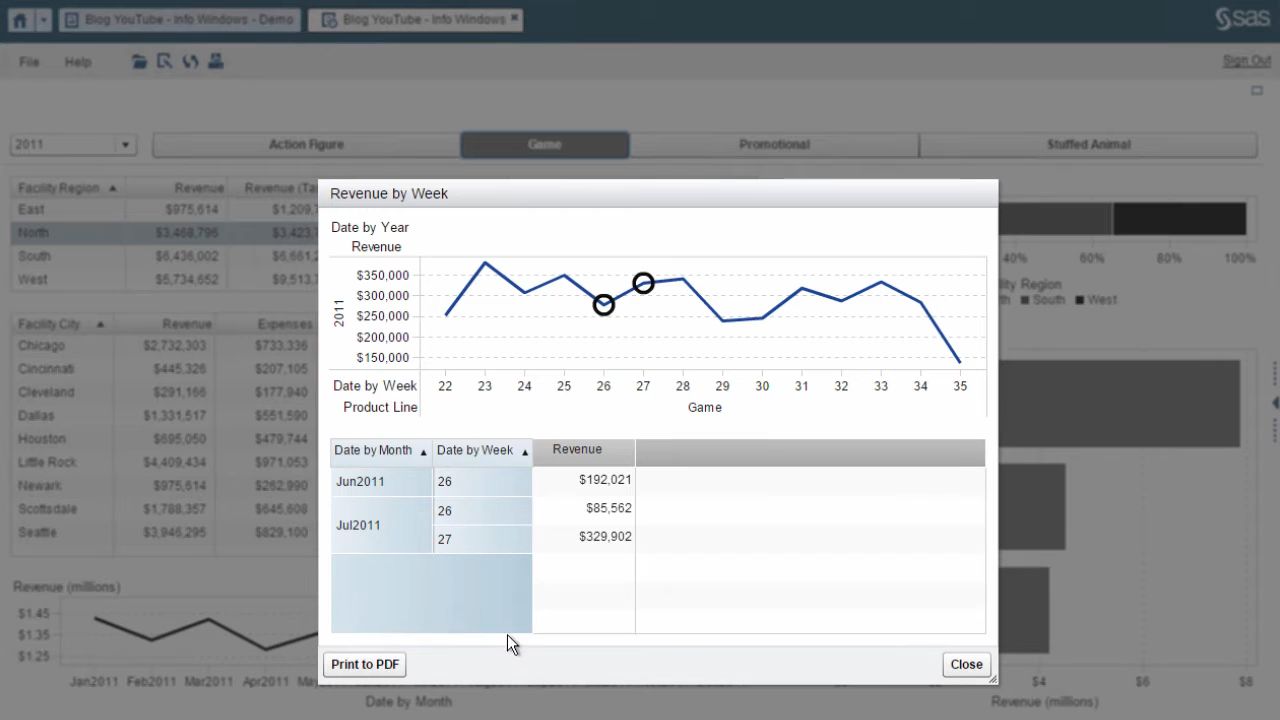 Blog YouTube - Info Windows - Demo
Blog YouTube - Info Windows
sas
File Help
Sign Out
2011
Action Figure Game Promotional Stuffed Animal
Facility Region Revenue
East $975,614
North $3,468,796
South $6,436,002
West $5,734,652
40% 60% 80% 100%
Facility Region
South West
Facility City Revenue Expenses
Chicago $2,732,303 $733,336
Cincinnati $445,326 $207,105
Cleveland $291,166 $177,940
Dallas $1,331,517 $551,590
Houston $695,050 $479,744
Little Rock $4,409,434 $971,053
Newark $975,614 $262,990
Scottsdale $1,788,357 $645,608
Seattle $3,946,295 $829,100
Revenue (millions)
$1.45
$1.35
$1.25
Jan2011 Feb2011 Mar2011 Apr2011
Date by Month
$4 $6 $8
Revenue (millions)
Revenue by Week
Date by Year
Revenue
2011
$350,000
$300,000
$250,000
$200,000
$150,000
Date by Week 22 23 24 25 26 27 28 29 30 31 32 33 34 35
Product Line Game
Date by Month Date by Week Revenue
Jun2011 26 $192,021
Jul2011 26 $85,562
27 $329,902
Print to PDF
Close